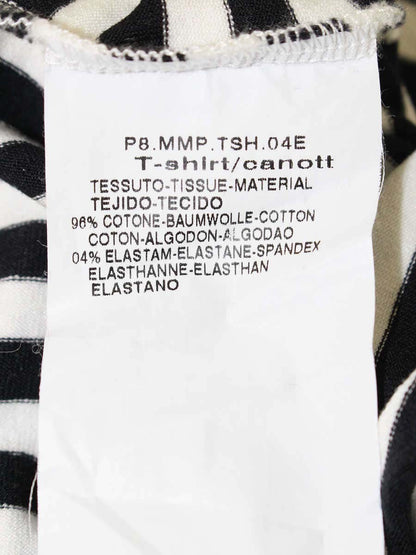 P8.MMP.TSH.04E
T-shirt/canott
TESSUTO-TISSUE-MATERIAL
TEJIDO-TECIDO
96% COTONE-BAUMWOLLE-COTTON
COTON-ALGODON-ALGODAO
04% ELASTAM-ELASTANE-SPANDEX
ELASTHANNE-ELASTHAN
ELASTANO